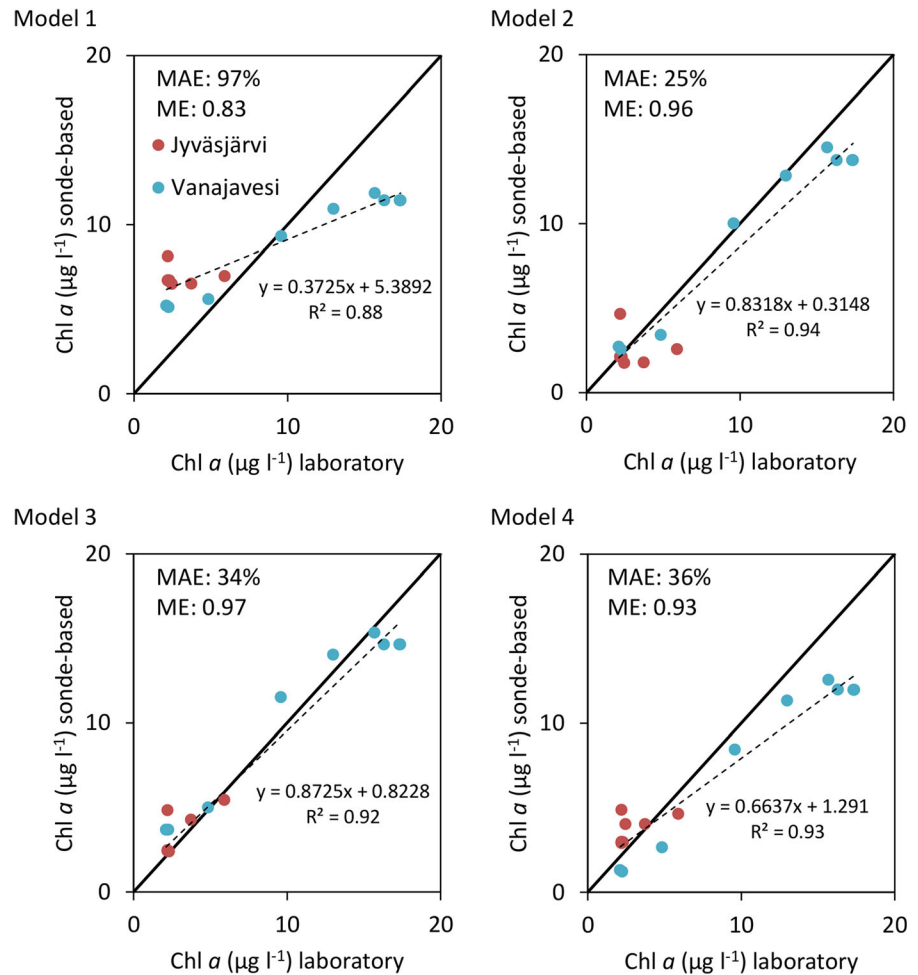 Model 1
20
MAE: 97%
ME: 0.83
Jyväsjärvi
Vanajavesi
10
y = 0.3725x + 5.3892
R² = 0.88
0
0
10
20
Chl a (µg l⁻¹) sonde-based
Chl a (µg l⁻¹) laboratory
Model 2
20
MAE: 25%
ME: 0.96
10
y = 0.8318x + 0.3148
R² = 0.94
0
0
10
20
Chl a (µg l⁻¹) sonde-based
Chl a (µg l⁻¹) laboratory
Model 3
20
MAE: 34%
ME: 0.97
10
y = 0.8725x + 0.8228
R² = 0.92
0
0
10
20
Chl a (µg l⁻¹) sonde-based
Chl a (µg l⁻¹) laboratory
Model 4
20
MAE: 36%
ME: 0.93
10
y = 0.6637x + 1.291
R² = 0.93
0
0
10
20
Chl a (µg l⁻¹) sonde-based
Chl a (µg l⁻¹) laboratory